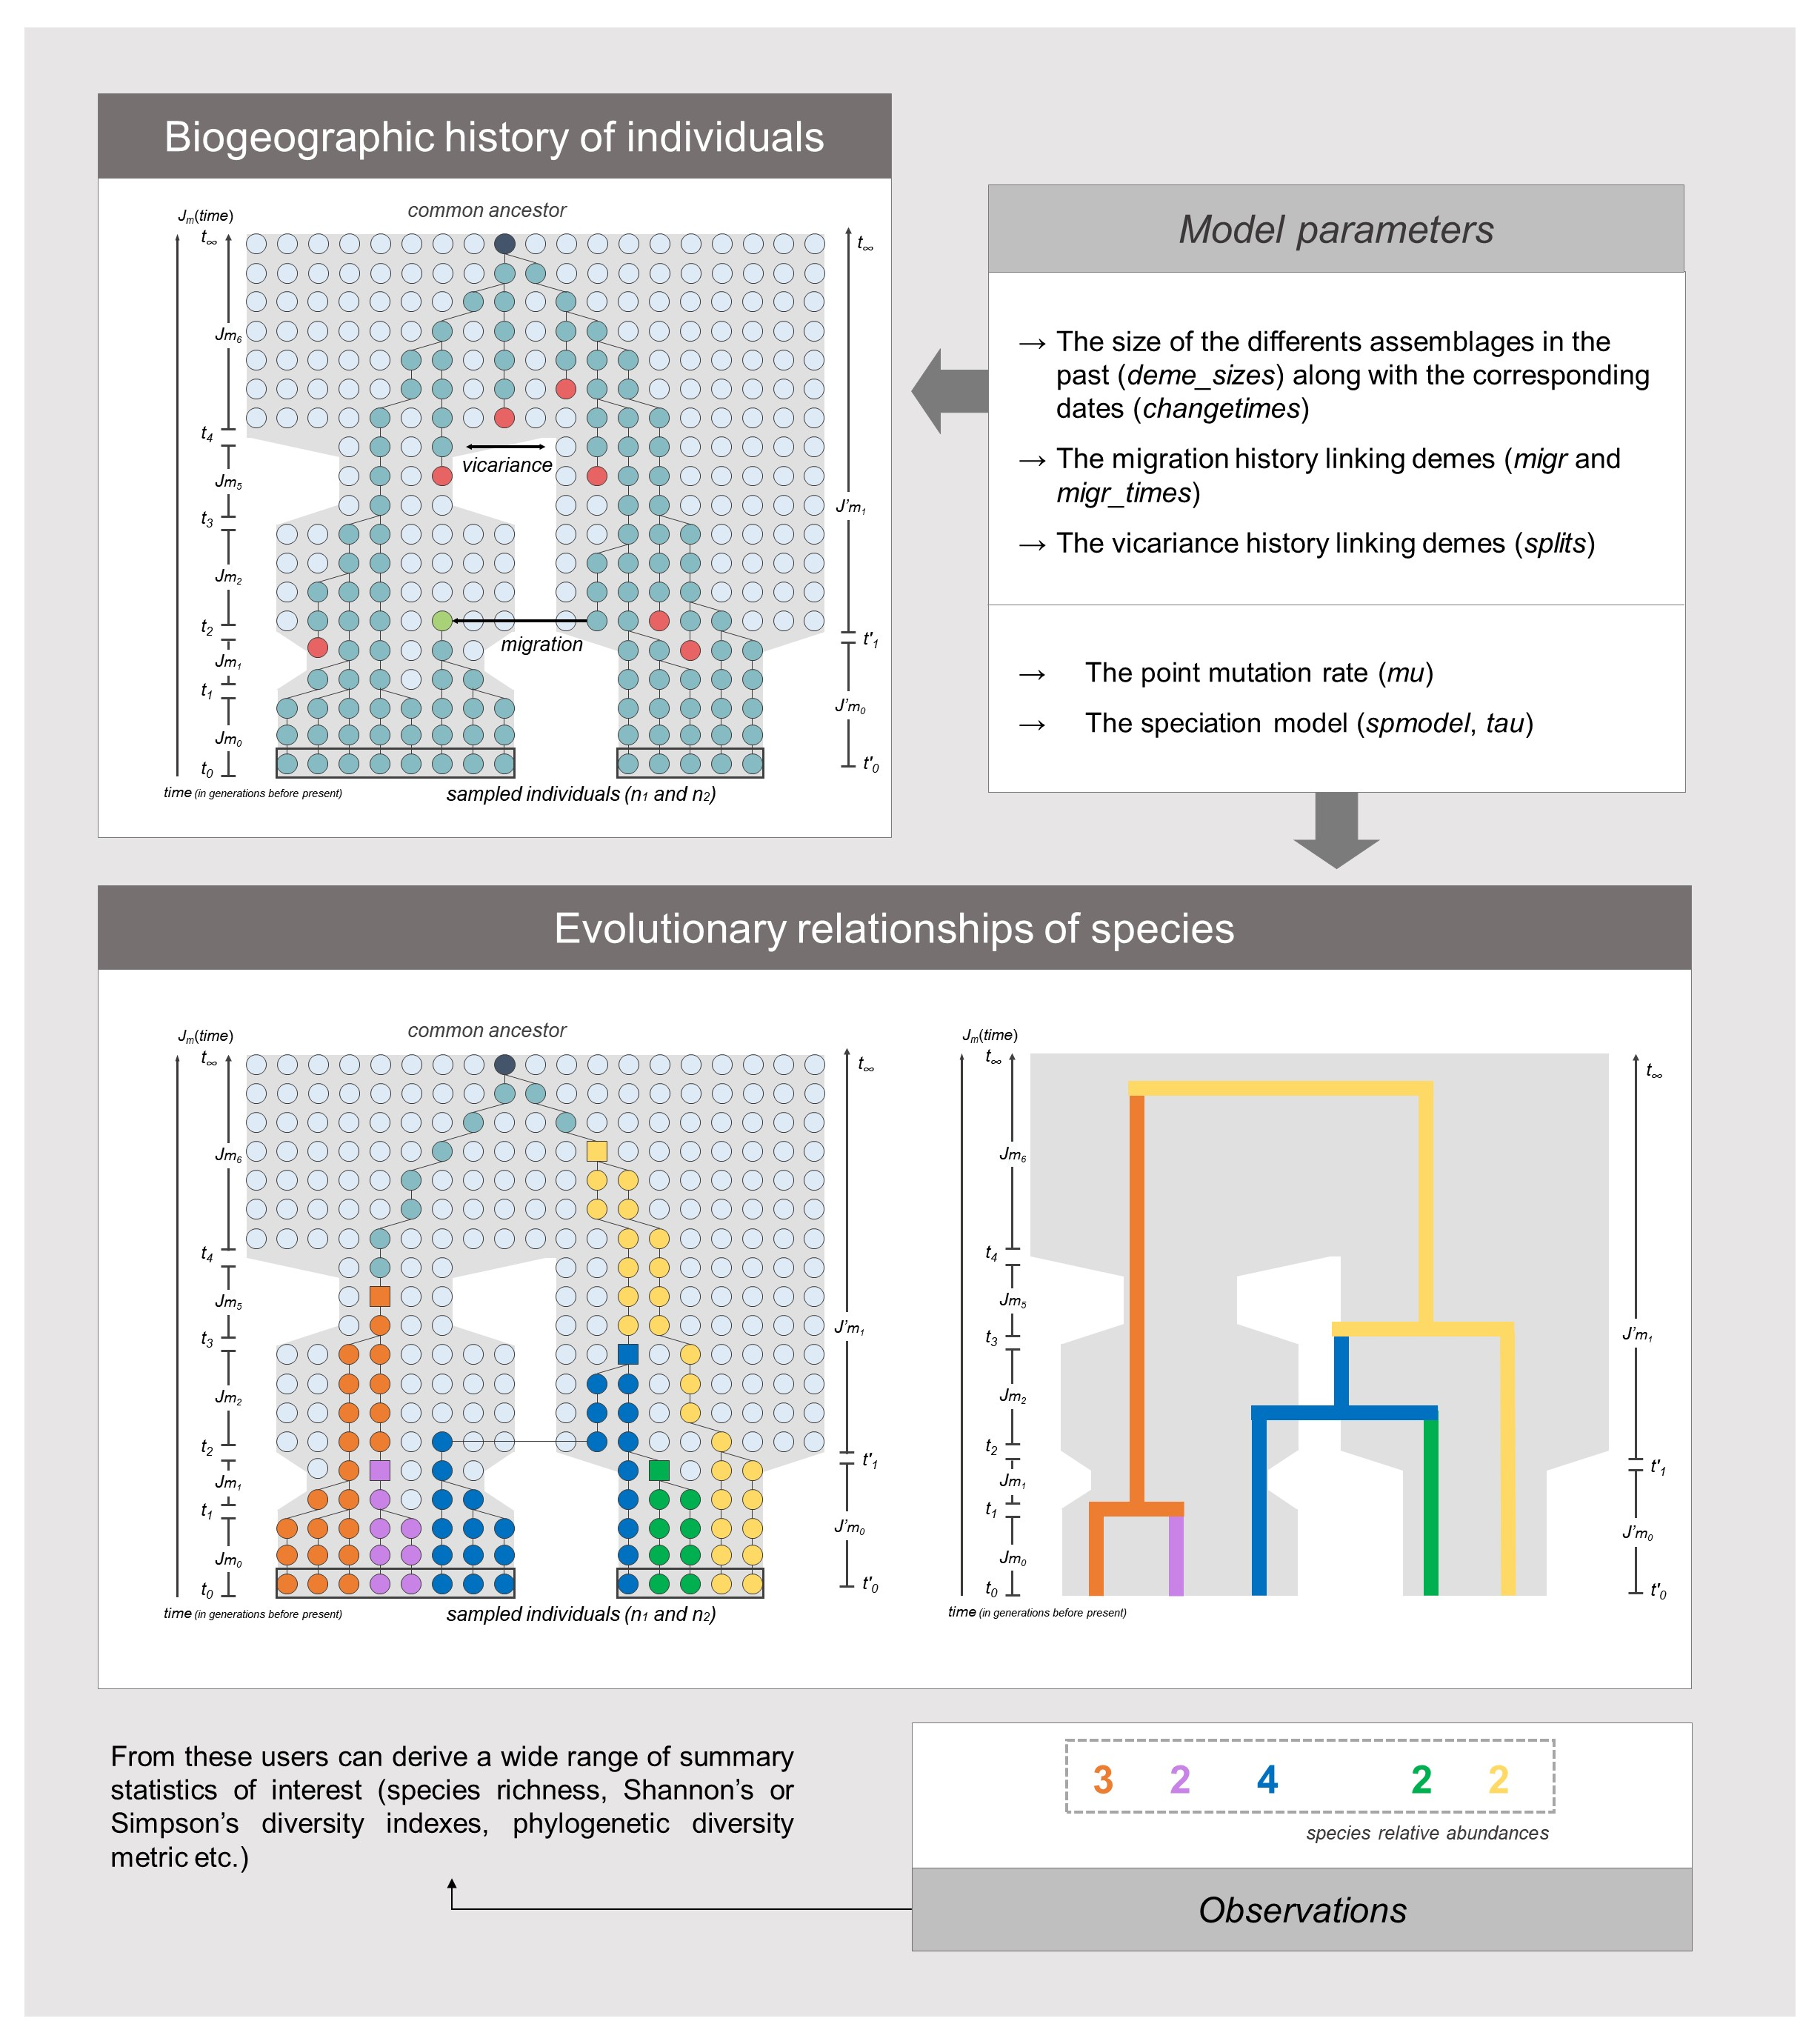 Biogeographic history of individuals
Jm(time)
common ancestor
t∞
t∞
Jm6
t4
vicariance
Jm5
t3
J'm1
Jm2
t2
migration
t'1
Jm1
t1
J'm0
Jm0
t0
t'0
time (in generations before present)
sampled individuals (n1 and n2)
Model parameters
→ The size of the differents assemblages in the
past (deme_sizes) along with the corresponding
dates (changetimes)
→ The migration history linking demes (migr and
migr_times)
→ The vicariance history linking demes (splits)
→ The point mutation rate (mu)
→ The speciation model (spmodel, tau)
Evolutionary relationships of species
Jm(time)
common ancestor
t∞
t∞
Jm6
t4
Jm5
t3
J'm1
Jm2
t2
t'1
Jm1
t1
J'm0
Jm0
t0
t'0
time (in generations before present)
sampled individuals (n1 and n2)
Jm(time)
t∞
t∞
Jm6
t4
Jm5
t3
J'm1
Jm2
t2
t'1
Jm1
t1
J'm0
Jm0
t0
t'0
time (in generations before present)
From these users can derive a wide range of summary
statistics of interest (species richness, Shannon's or
Simpson's diversity indexes, phylogenetic diversity
metric etc.)
3 2 4 2 2
species relative abundances
Observations